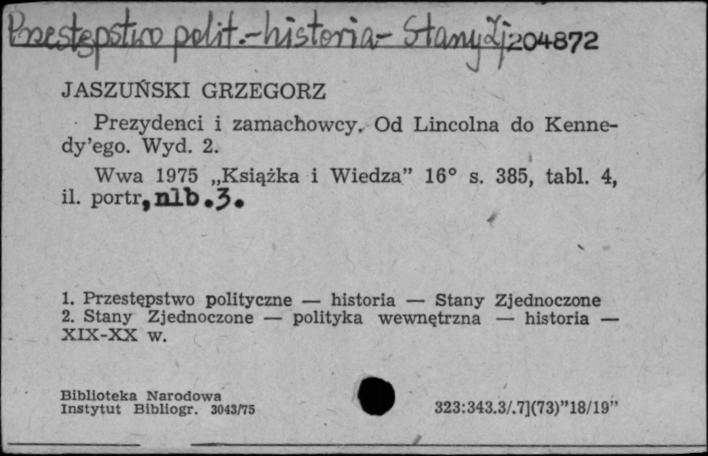 Przestępstwo polit.-historia- Stany Zj 204872
JASZUŃSKI GRZEGORZ
Prezydenci i zamachowcy. Od Lincolna do Kenne-
dy'ego. Wyd. 2.
Wwa 1975 „Książka i Wiedza” 16° s. 385, tabl. 4,
il. portr, nlb.3.
1. Przestępstwo polityczne — historia — Stany Zjednoczone
2. Stany Zjednoczone — polityka wewnętrzna — historia —
XIX-XX w.
Biblioteka Narodowa
Instytut Bibliogr. 3043/75
323:343.3/.7](73)”18/19”